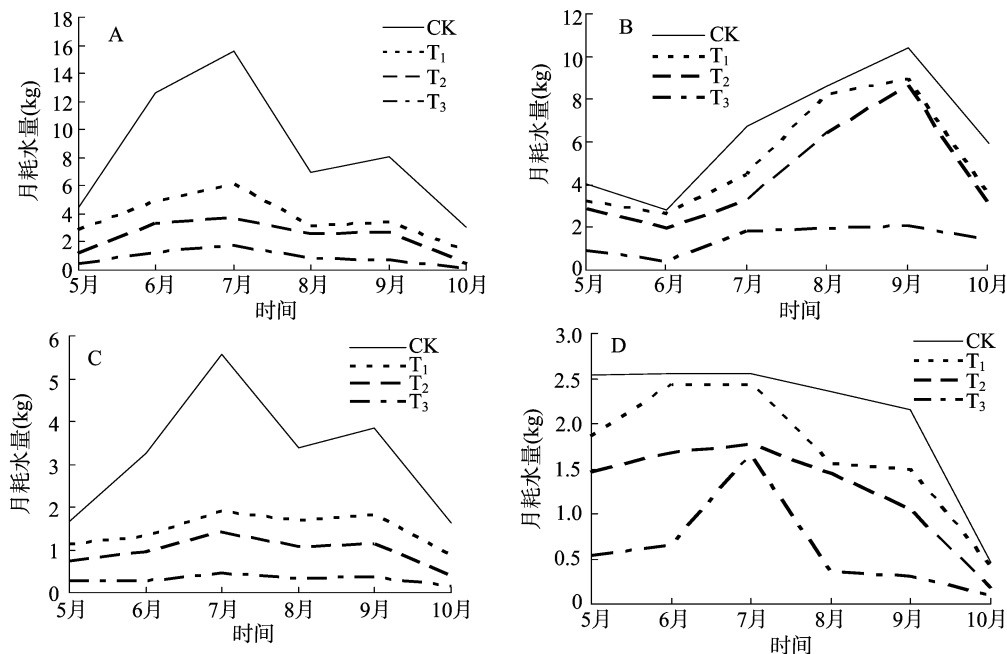 A
CK
T₁
T₂
T₃
月耗水量(kg)
18
16
14
12
10
8
6
4
2
0
5月 6月 7月 8月 9月 10月
时间
B
CK
T₁
T₂
T₃
月耗水量(kg)
12
10
8
6
4
2
0
5月 6月 7月 8月 9月 10月
时间
C
CK
T₁
T₂
T₃
月耗水量(kg)
6
5
4
3
2
1
0
5月 6月 7月 8月 9月 10月
时间
D
CK
T₁
T₂
T₃
月耗水量(kg)
3.0
2.5
2.0
1.5
1.0
0.5
0
5月 6月 7月 8月 9月 10月
时间